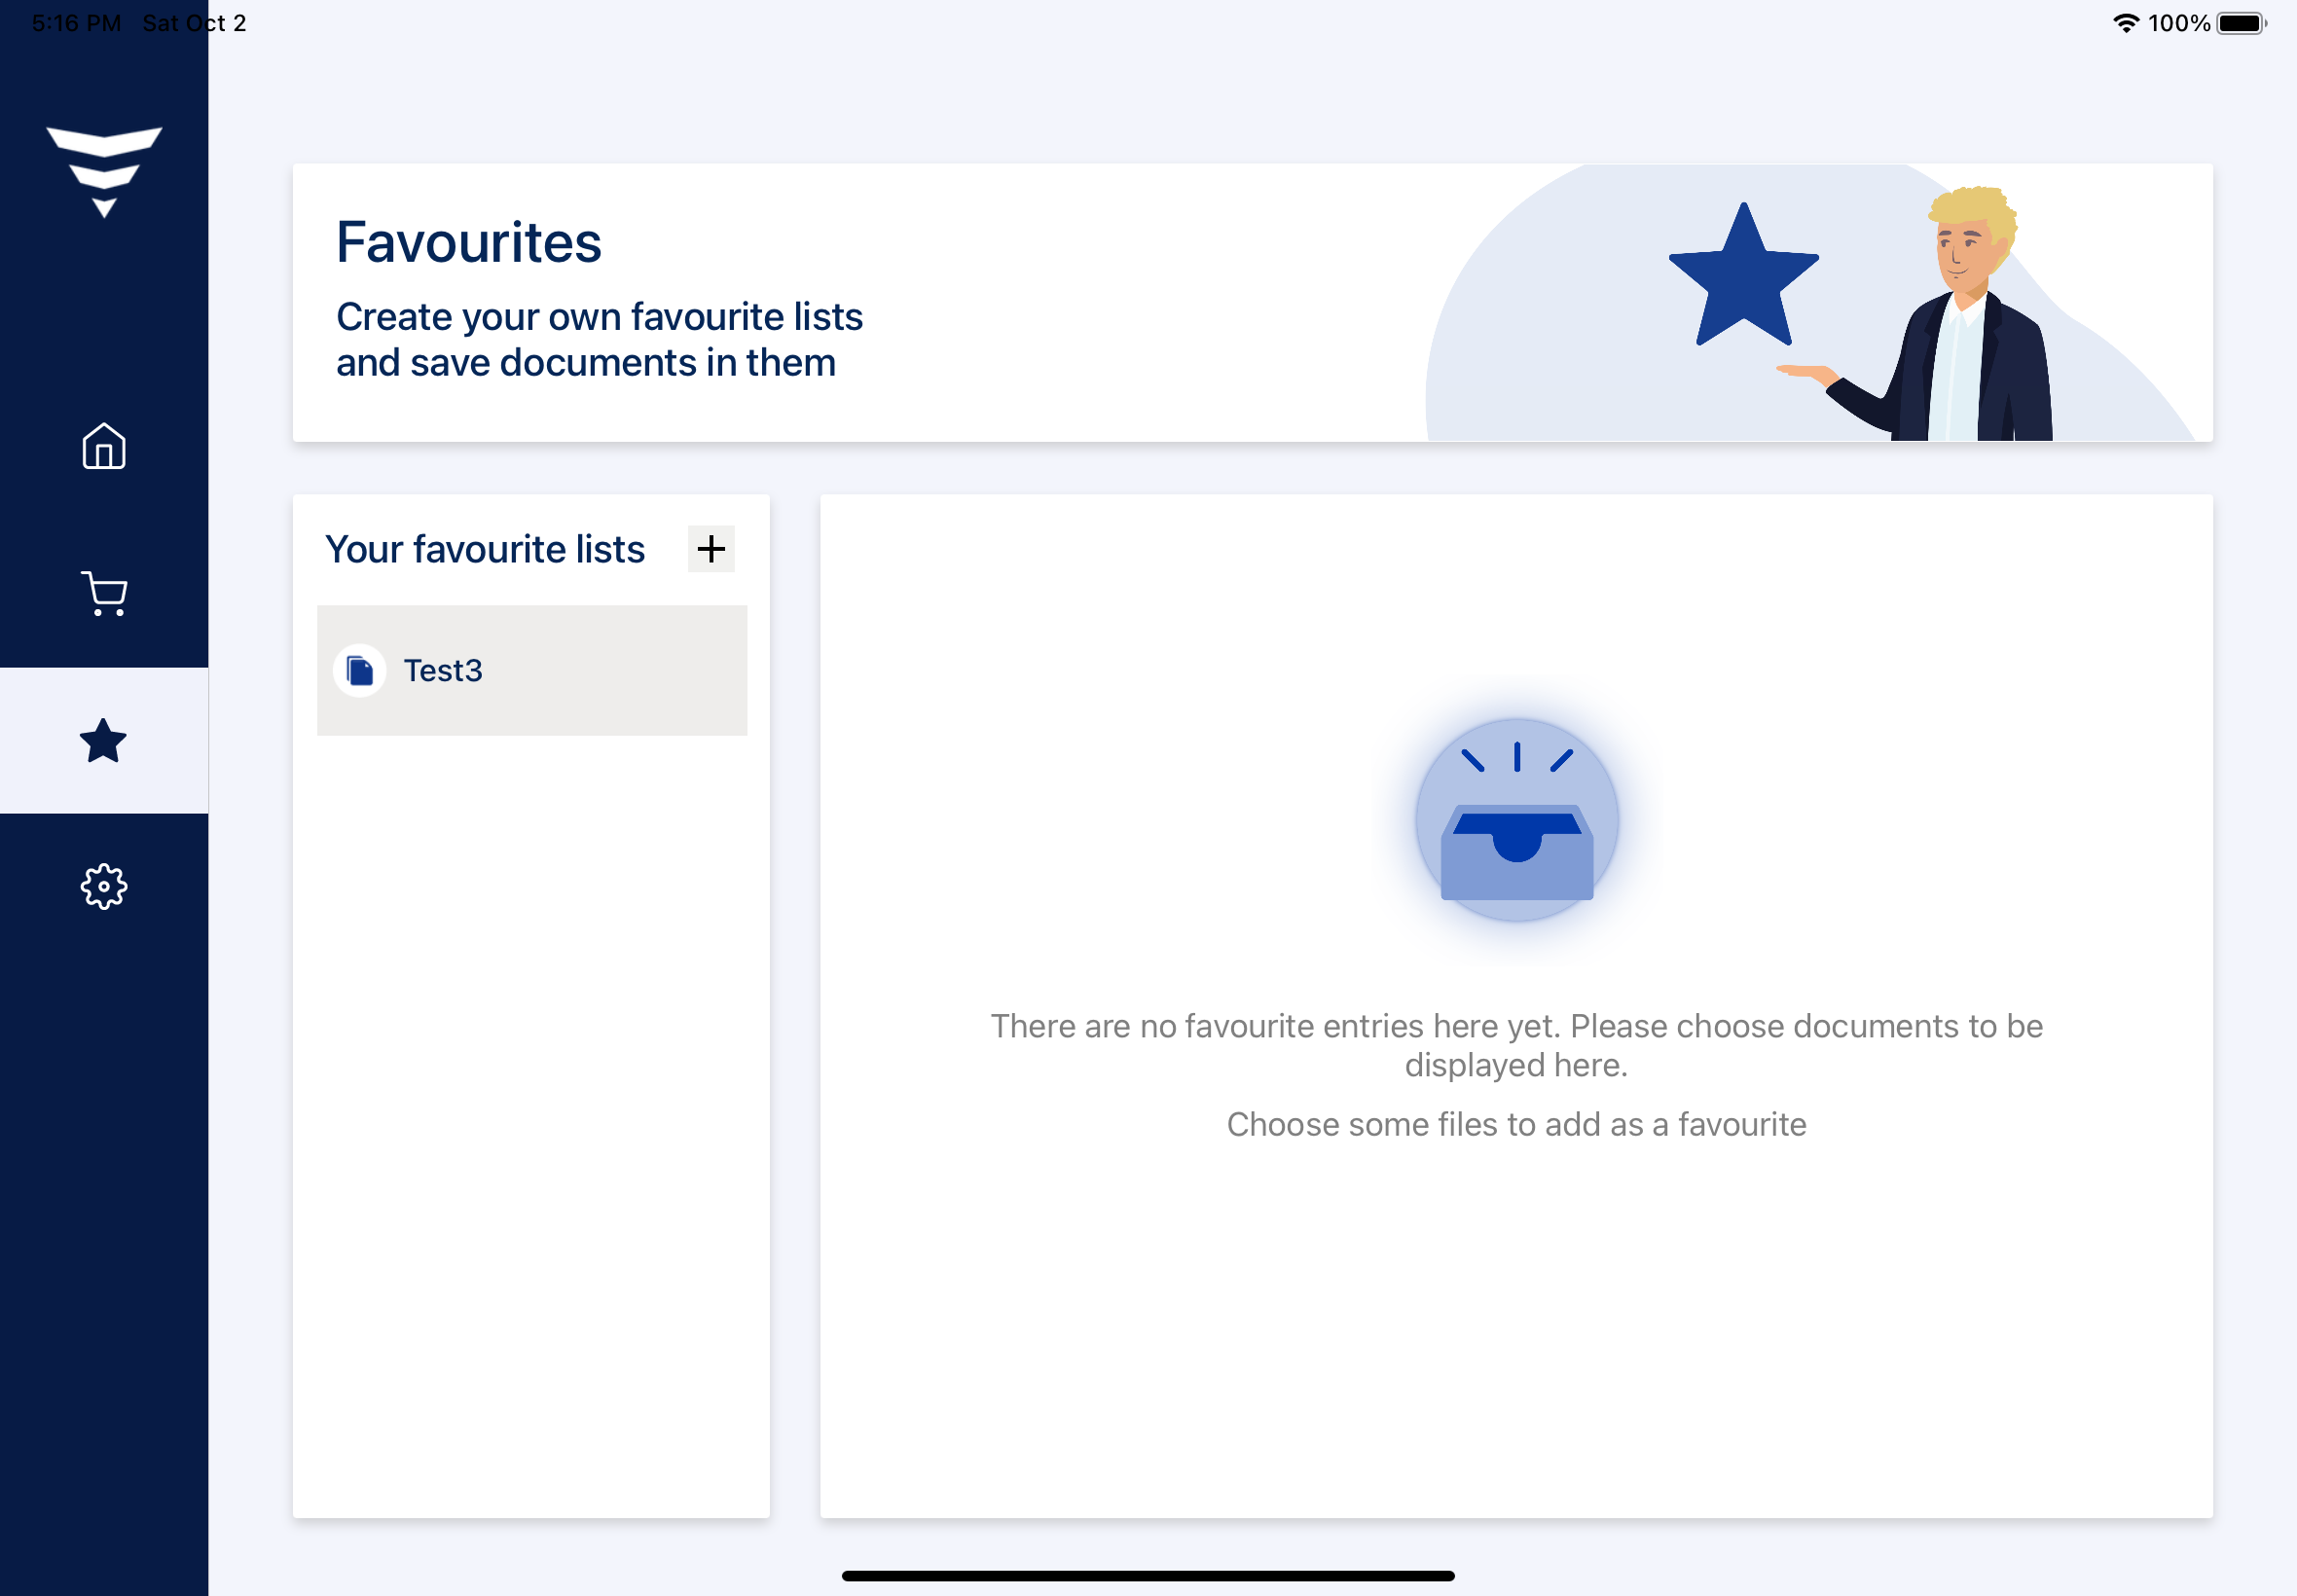 5:16 PM Sat Oct 2
100%
Favourites
Create your own favourite lists
and save documents in them
Your favourite lists
Test3
There are no favourite entries here yet. Please choose documents to be
displayed here.
Choose some files to add as a favourite